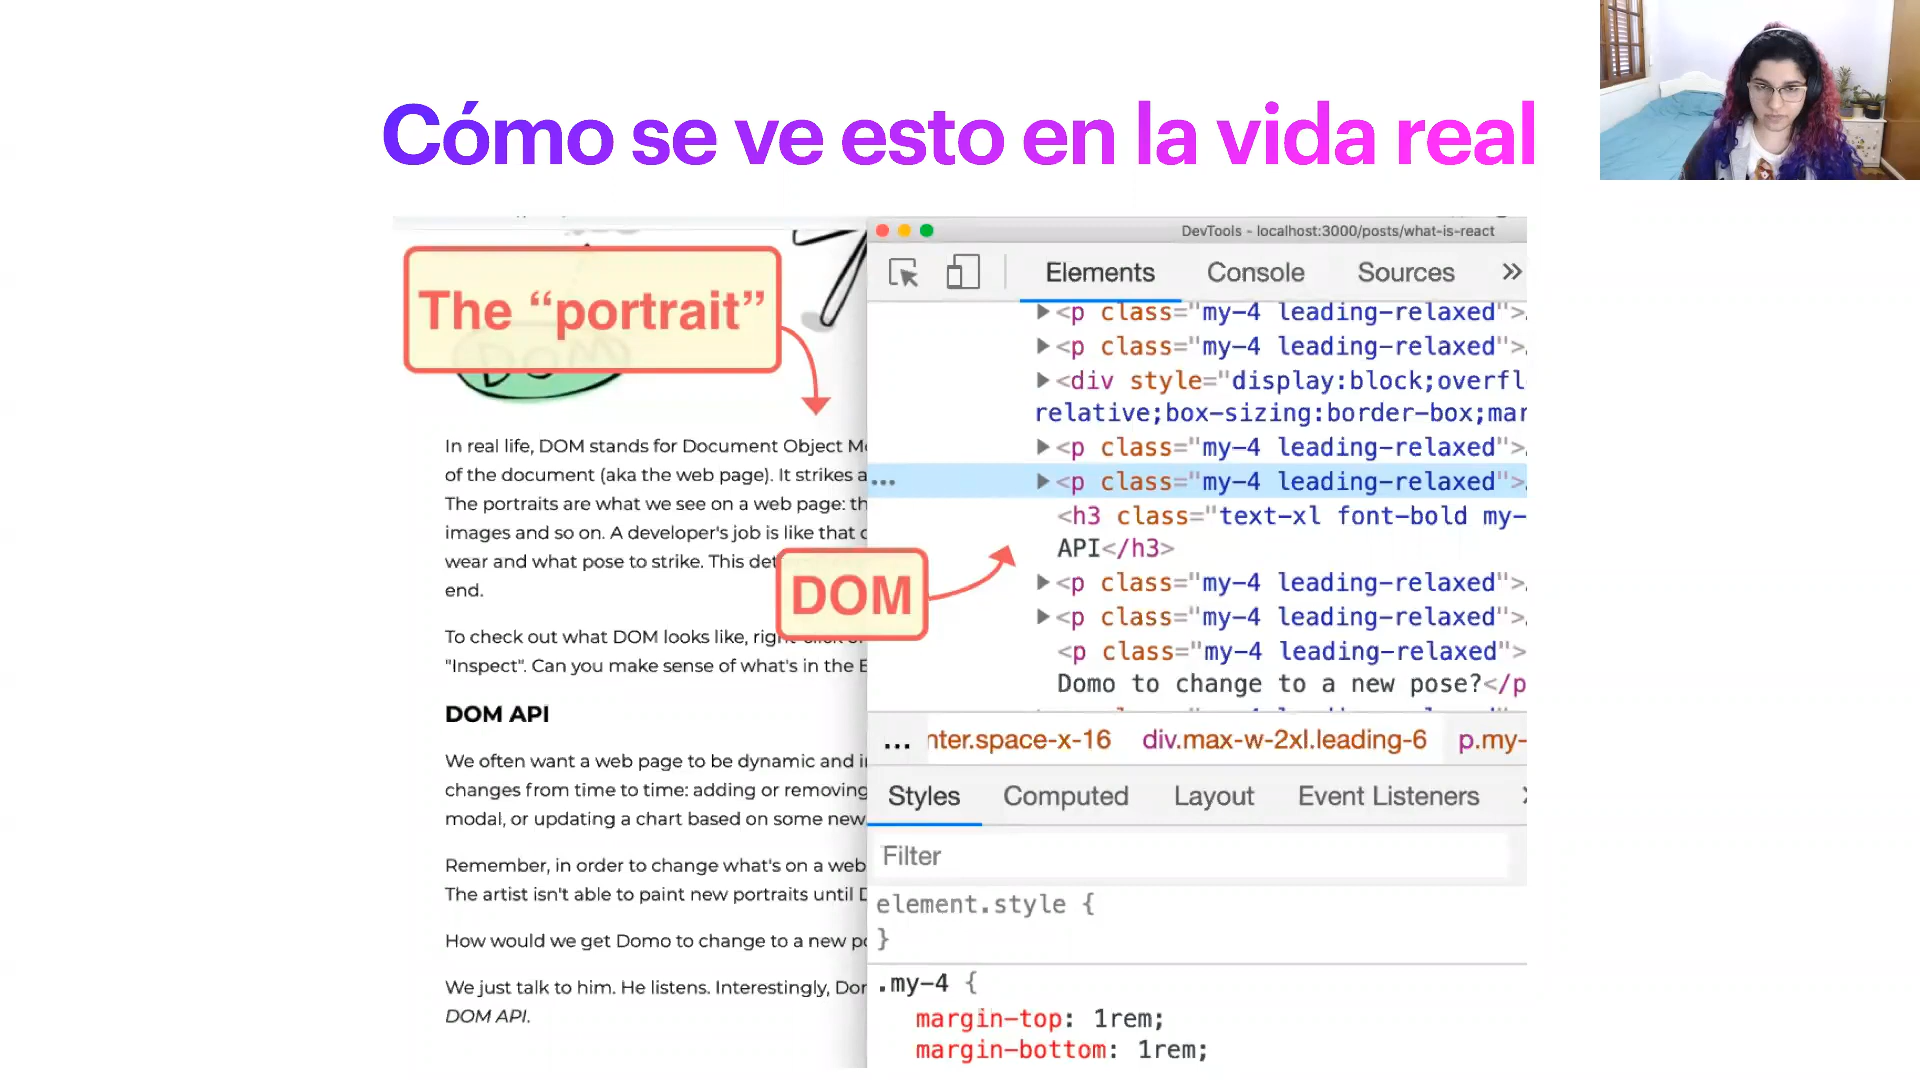 Cómo se ve esto en la vida real
The “portrait”
DOM
In real life, DOM stands for Document Object
of the document (aka the web page). It strikes a
The portraits are what we see on a web page:
images and so on. A developer's job is like that
wear and what pose to strike. This
end.
DOM
To check out what DOM looks like,
"Inspect". Can you make sense of what's in the
DOM API
We often want a web page to be dynamic and
changes from time to time: adding or removing
modal, or updating a chart based on some new
Remember, in order to change what's on a web
The artist isn't able to paint new portraits until
How would we get Domo to change to a new
We just talk to him. He listens. Interestingly,
DOM API.
DevTools - localhost:3000/posts/what-is-react
Elements Console Sources »
▶<p class="my-4 leading-relaxed">
▶<p class="my-4 leading-relaxed">
▶<div style="display:block;overfl
relative;box-sizing:border-box;mar
▶<p class="my-4 leading-relaxed">
▶<p class="my-4 leading-relaxed">
<h3 class="text-xl font-bold my-
API</h3>
▶<p class="my-4 leading-relaxed">
▶<p class="my-4 leading-relaxed">
<p class="my-4 leading-relaxed">
Domo to change to a new pose?</p
... nter.space-x-16 div.max-w-2xl.leading-6 p.my-
Styles Computed Layout Event Listeners
Filter
element.style {
}
.my-4 {
margin-top: 1rem;
margin-bottom: 1rem;